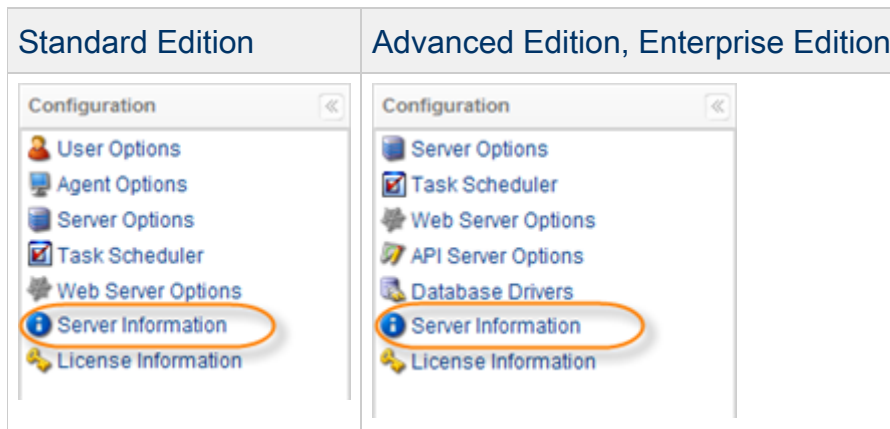 Standard Edition
Advanced Edition, Enterprise Edition
Configuration
User Options
Agent Options
Server Options
Task Scheduler
Web Server Options
Server Information
License Information
Configuration
Server Options
Task Scheduler
Web Server Options
API Server Options
Database Drivers
Server Information
License Information